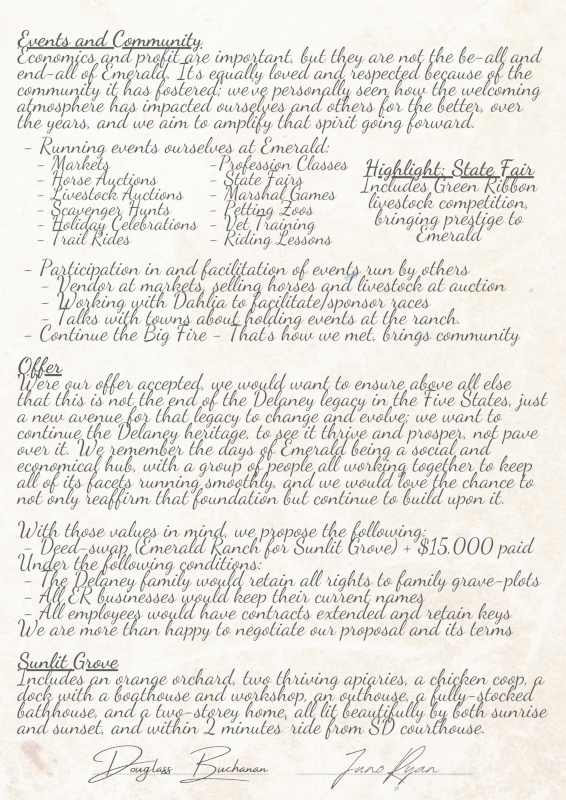 Events and Community
Economics and profit are important, but they are not the be-all and
end-all of Emerald. It's equally loved and respected because of the
community it has fostered; we've personally seen how the welcoming
atmosphere has impacted ourselves and others for the better, over
the years, and we aim to amplify that spirit going forward.
- Running events ourselves at Emerald:
- Markets
- Horse Auctions
- Livestock Auctions
- Scavenger Hunts
- Holiday Celebrations
- Trail Rides
-Profession Classes
- State Fairs
- Marshal Games
- Petting Zoos
- Vet Training
- Riding Lessons
Highlight: State Fair
Includes Green Ribbon
livestock competition,
bringing prestige to
Emerald
- Participation in and facilitation of events run by others
- Vendor at markets, selling horses and livestock at auction
- Working with Dahlia to facilitate/sponsor races
- Talks with towns about holding events at the ranch.
- Continue the Big Fire - That's how we met, brings community
Offer
Were our offer accepted, we would want to ensure above all else
that this is not the end of the Delaney legacy in the Five States, just
a new avenue for that legacy to change and evolve; we want to
continue the Delaney heritage, to see it thrive and prosper, not pave
over it. We remember the days of Emerald being a social and
economical hub, with a group of people all working together to keep
all of its facets running smoothly, and we would love the chance to
not only reaffirm that foundation but continue to build upon it.
With those values in mind, we propose the following:
- Deed-swap (Emerald Ranch for Sunlit Grove) + $15,000 paid
Under the following conditions:
- The Delaney family would retain all rights to family grave-plots
- All ER businesses would keep their current names
- All employees would have contracts extended and retain keys
We are more than happy to negotiate our proposal and its terms
Sunlit Grove
Includes an orange orchard, two thriving apiaries, a chicken coop, a
dock with a boathouse and workshop, an outhouse, a fully-stocked
bathhouse, and a two-storey home, all lit beautifully by both sunrise
and sunset, and within 2 minutes ride from SD courthouse.
Douglass Buchanan
Juno Ryan